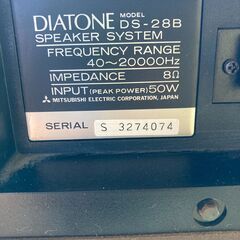 DIATONE MODEL DS-28B
SPEAKER SYSTEM
FREQUENCY RANGE
40~20000Hz
IMPEDANCE 8Ω
INPUT (PEAK POWER) 50W
MITSUBISHI ELECTRIC CORPORATION, JAPAN
SERIAL S 3274074